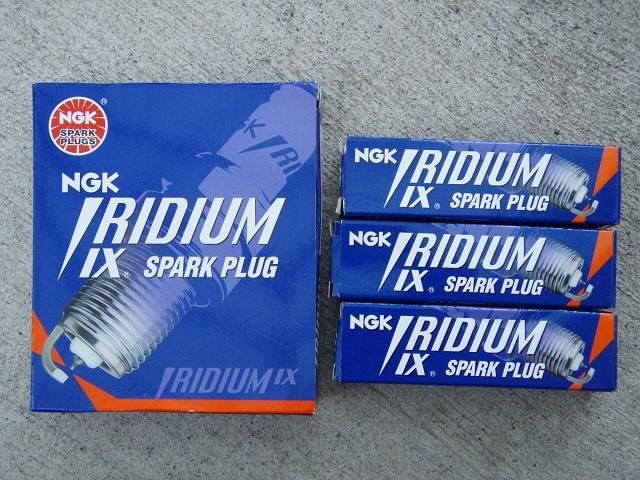 NGK
®
SPARK
PLUGS
NGK
IRIDIUM
IX® SPARK PLUG
IRIDIUM IX
NGK IRIDIUM
IX® SPARK PLUG
NGK IRIDIUM
IX® SPARK PLUG
NGK IRIDIUM
IX® SPARK PLUG